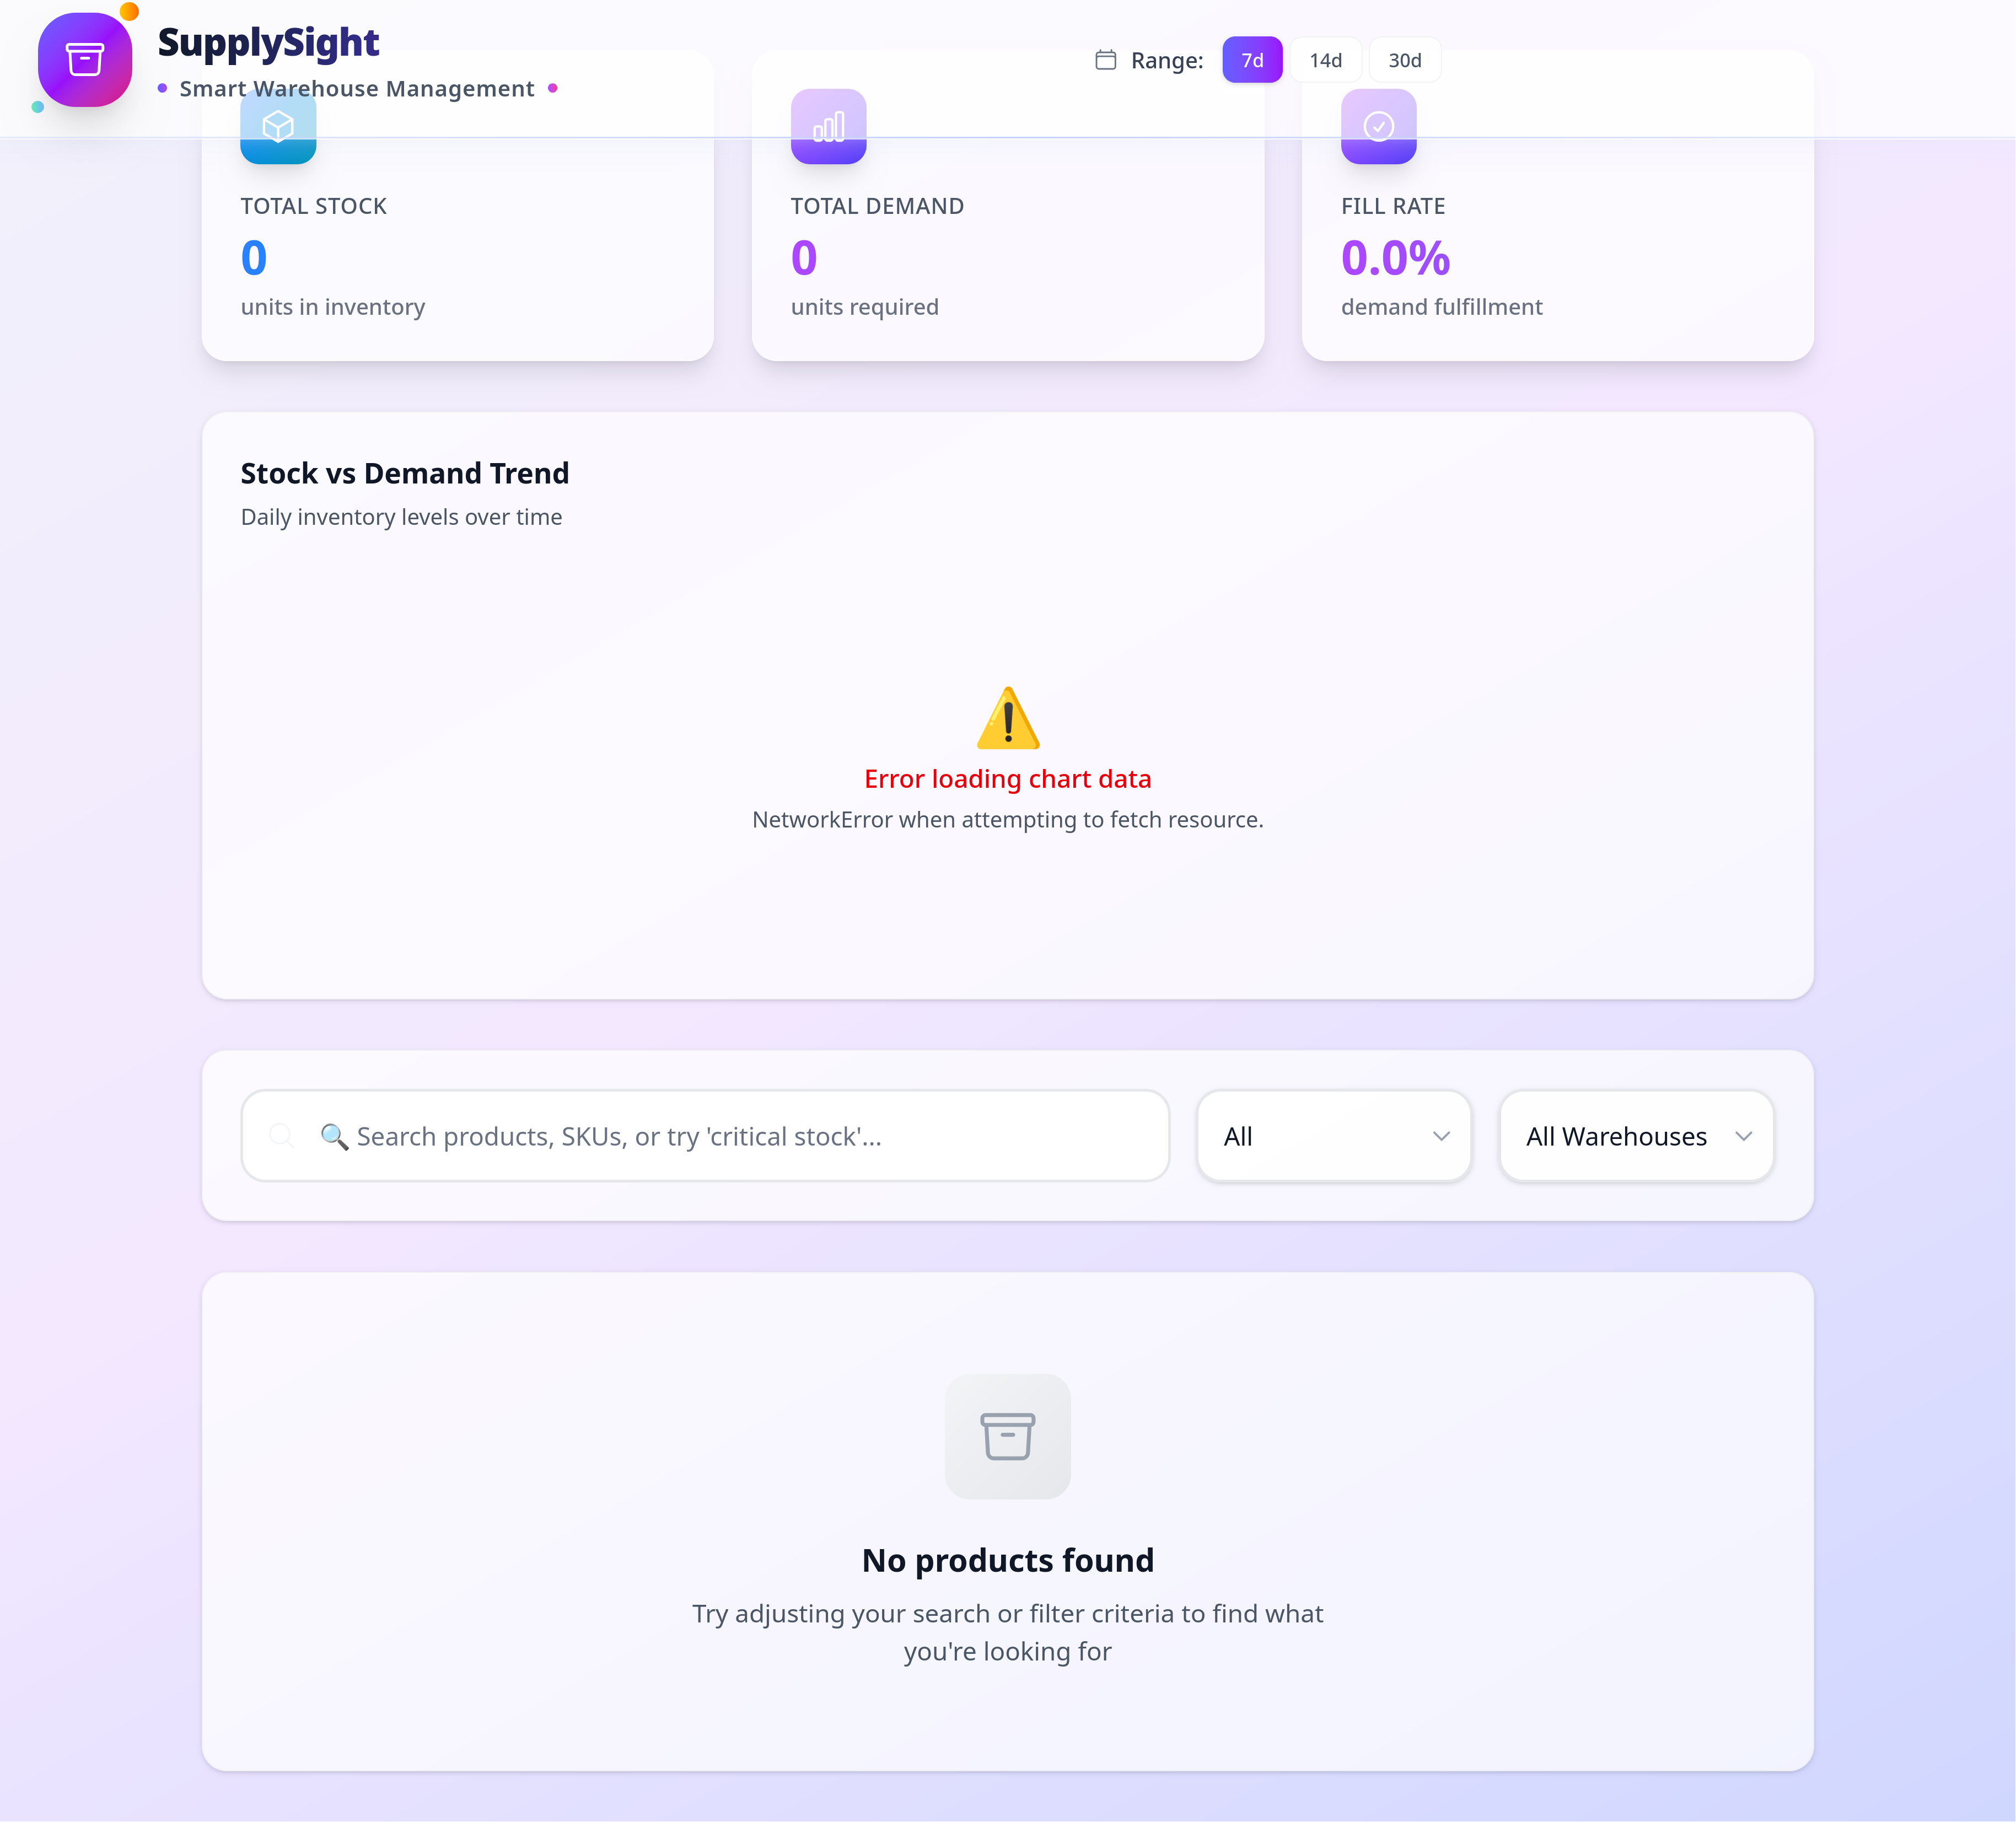 SupplySight
Smart Warehouse Management
Range:
7d
14d
30d
TOTAL STOCK
0
units in inventory
TOTAL DEMAND
0
units required
FILL RATE
0.0%
demand fulfillment
Stock vs Demand Trend
Daily inventory levels over time
Error loading chart data
NetworkError when attempting to fetch resource.
🔍 Search products, SKUs, or try 'critical stock'...
All
All Warehouses
No products found
Try adjusting your search or filter criteria to find what
you're looking for